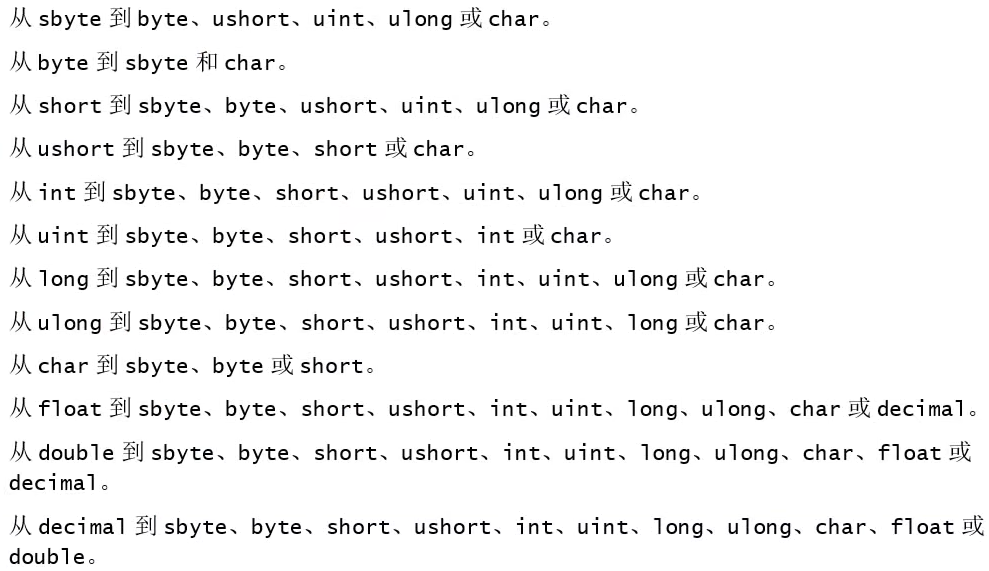 从 sbyte 到 byte、ushort、uint、ulong 或 char。
从 byte 到 sbyte 和 char。
从 short 到 sbyte、byte、ushort、uint、ulong 或 char。
从 ushort 到 sbyte、byte、short 或 char。
从 int 到 sbyte、byte、short、ushort、uint、ulong 或 char。
从 uint 到 sbyte、byte、short、ushort、int 或 char。
从 long 到 sbyte、byte、short、ushort、int、uint、ulong 或 char。
从 ulong 到 sbyte、byte、short、ushort、int、uint、long 或 char。
从 char 到 sbyte、byte 或 short。
从 float 到 sbyte、byte、short、ushort、int、uint、long、ulong、char 或 decimal。
从 double 到 sbyte、byte、short、ushort、int、uint、long、ulong、char、float 或
decimal。
从 decimal 到 sbyte、byte、short、ushort、int、uint、long、ulong、char、float 或
double。